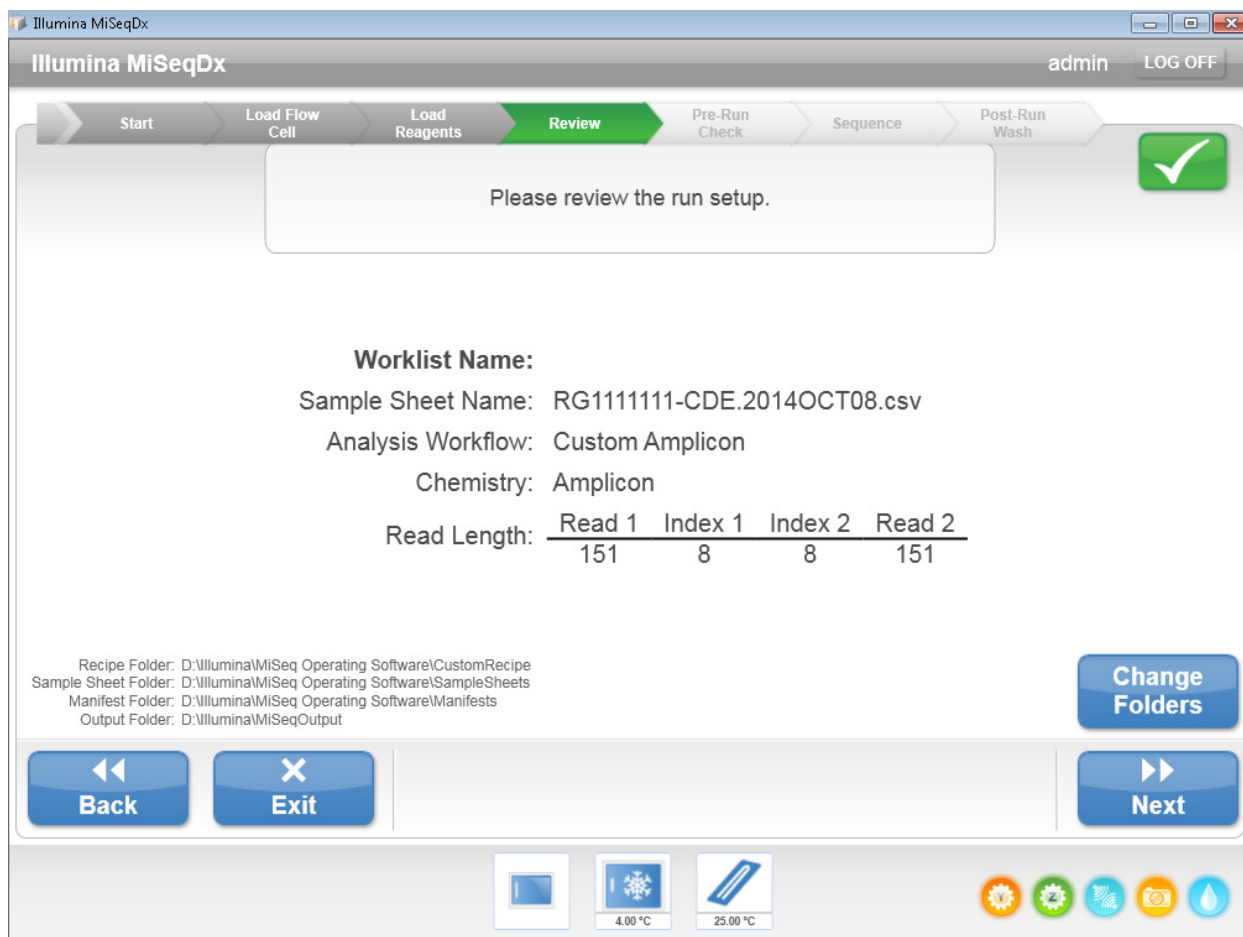 Illumina MiSeqDx
Illumina MiSeqDx
admin LOG OFF
Start
Load Flow
Cell
Load
Reagents
Review
Pre-Run
Check
Sequence
Post-Run
Wash
Please review the run setup.
Worklist Name:
Sample Sheet Name: RG1111111-CDE.2014OCT08.csv
Analysis Workflow: Custom Amplicon
Chemistry: Amplicon
Read Length:
Read 1 Index 1 Index 2 Read 2
151 8 8 151
Recipe Folder: D:\Illumina\MiSeq Operating Software\CustomRecipe
Sample Sheet Folder: D:\Illumina\MiSeq Operating Software\SampleSheets
Manifest Folder: D:\Illumina\MiSeq Operating Software\Manifests
Output Folder: D:\Illumina\MiSeqOutput
Change
Folders
Back
Exit
Next
4.00 °C
25.00 °C
Y
Z